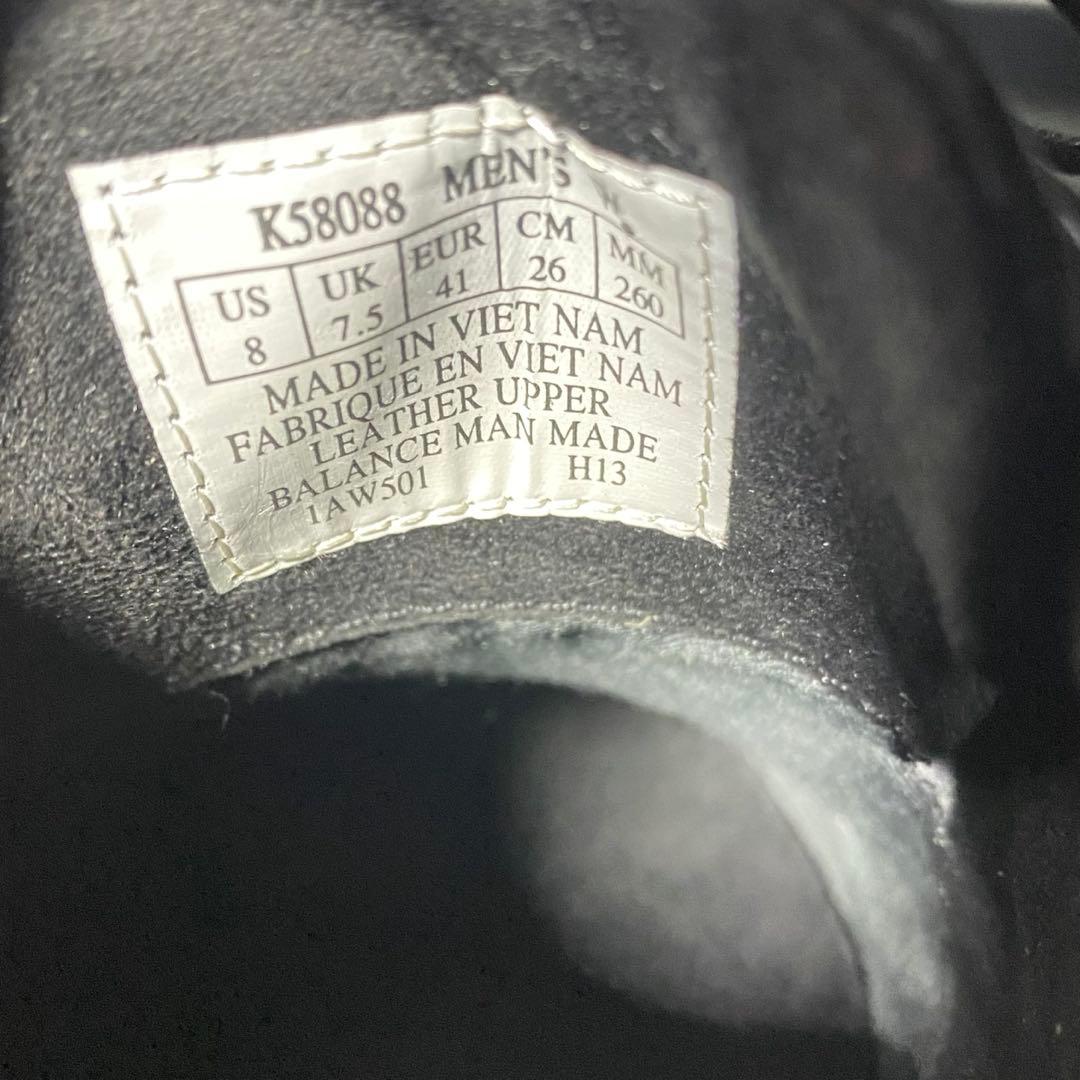 K58088 MEN'S
US UK EUR CM MM
8 7.5 41 26 260
MADE IN VIET NAM
FABRIQUE EN VIET NAM
LEATHER UPPER
BALANCE MAN MADE
1AW501 H13